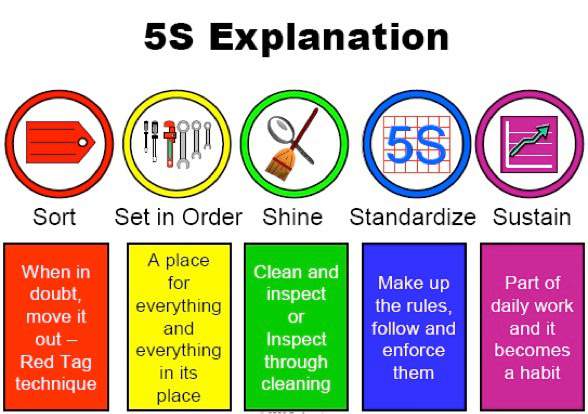 5S Explanation
5S
Sort
Set in Order
Shine
Standardize
Sustain
When in
doubt,
move it
out –
Red Tag
technique
A place
for
everything
and
everything
in its
place
Clean and
inspect
or
Inspect
through
cleaning
Make up
the rules,
follow and
enforce
them
Part of
daily work
and it
becomes
a habit